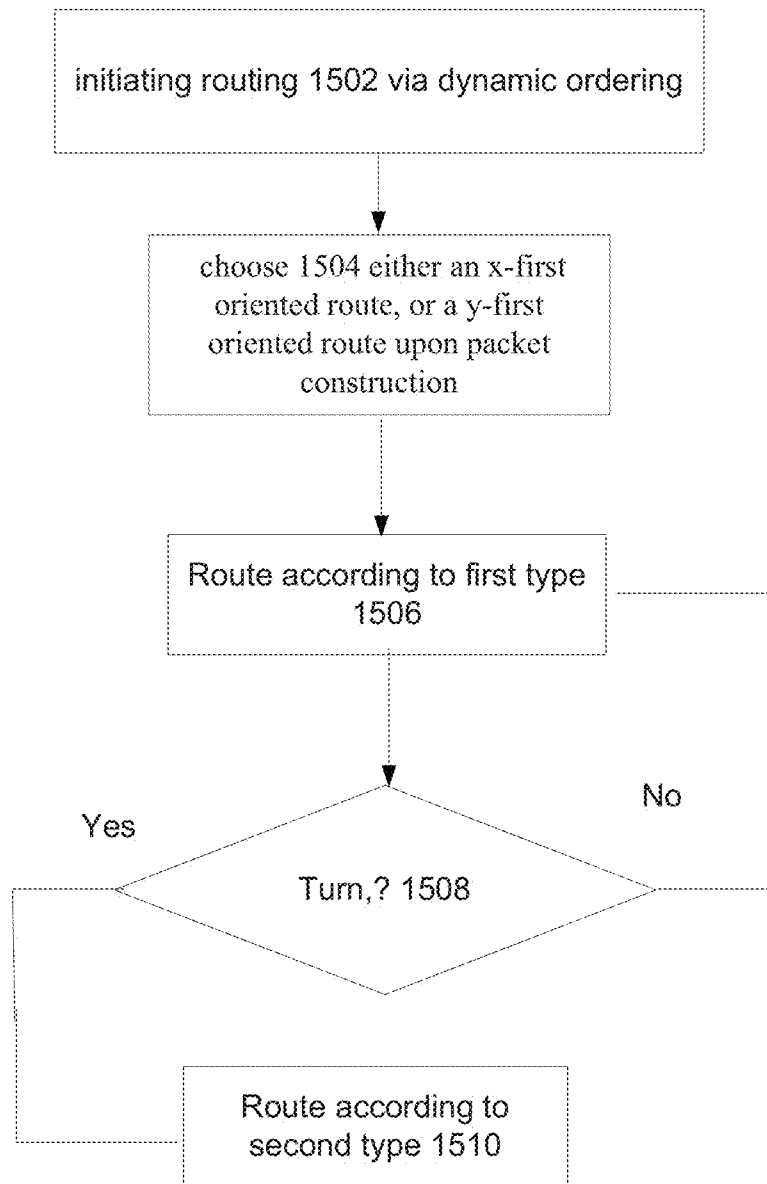 initiating routing 1502 via dynamic ordering
choose 1504 either an x-first
oriented route, or a y-first
oriented route upon packet
construction
Route according to first type
1506
No
Yes
Turn,? 1508
Route according to
second type 1510